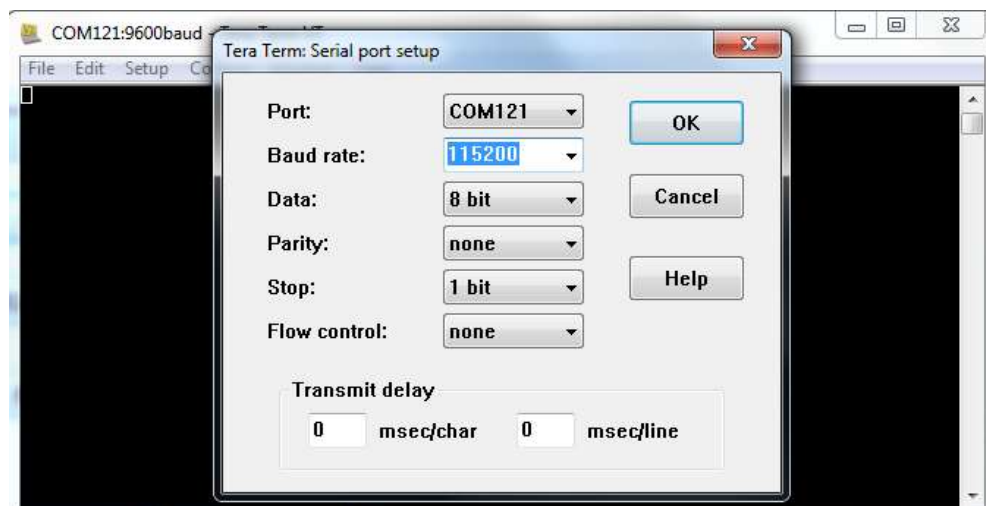 COM121:9600baud -
File Edit Setup
Tera Term: Serial port setup
Port: COM121
Baud rate: 115200
Data: 8 bit
Parity: none
Stop: 1 bit
Flow control: none
OK
Cancel
Help
Transmit delay
0 msec/char 0 msec/line